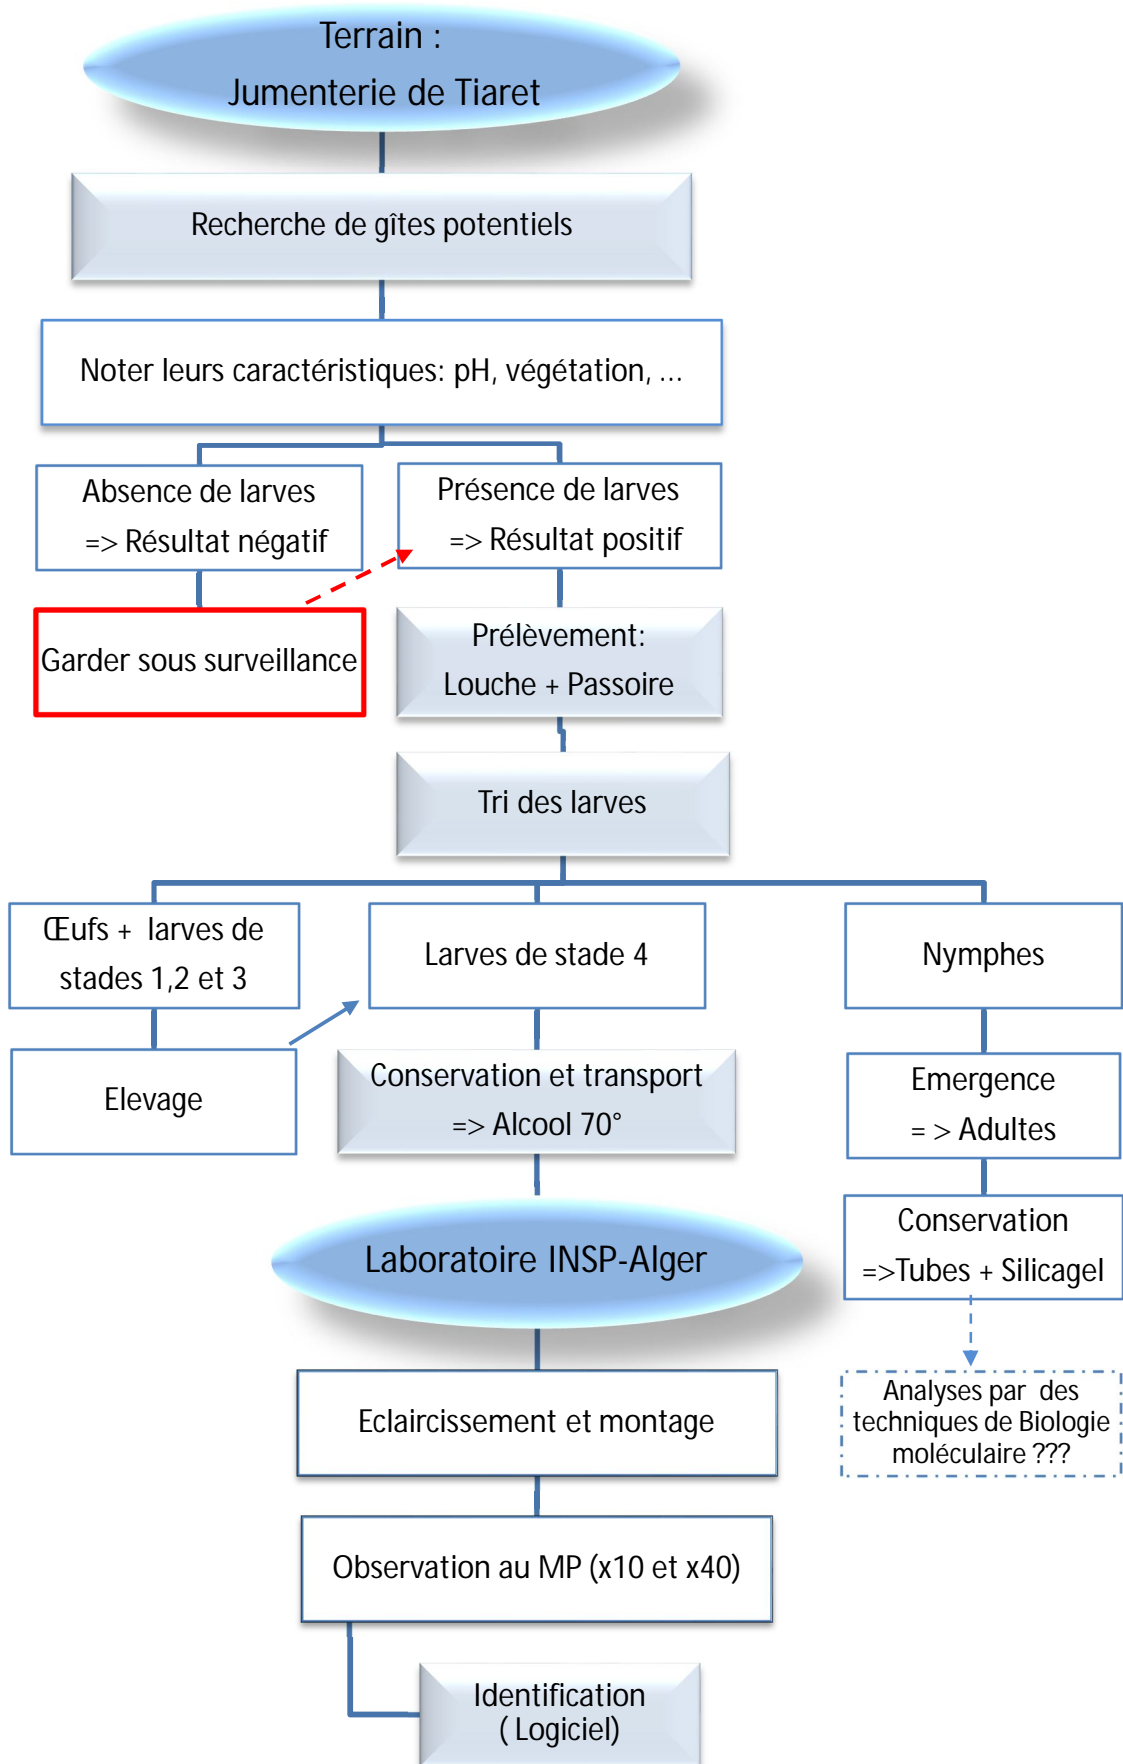 Terrain :
Jumenterie de Tiaret
Recherche de gîtes potentiels
Noter leurs caractéristiques: pH, végétation, ...
Absence de larves
=> Résultat négatif
Présence de larves
=> Résultat positif
Garder sous surveillance
Prélèvement:
Louche + Passoire
Tri des larves
Œufs + larves de
stades 1,2 et 3
Larves de stade 4
Nymphes
Elevage
Conservation et transport
=> Alcool 70°
Emergence
= > Adultes
Conservation
=>Tubes + Silicagel
Laboratoire INSP-Alger
Analyses par des
techniques de Biologie
moléculaire ???
Eclaircissement et montage
Observation au MP (x10 et x40)
Identification
( Logiciel)